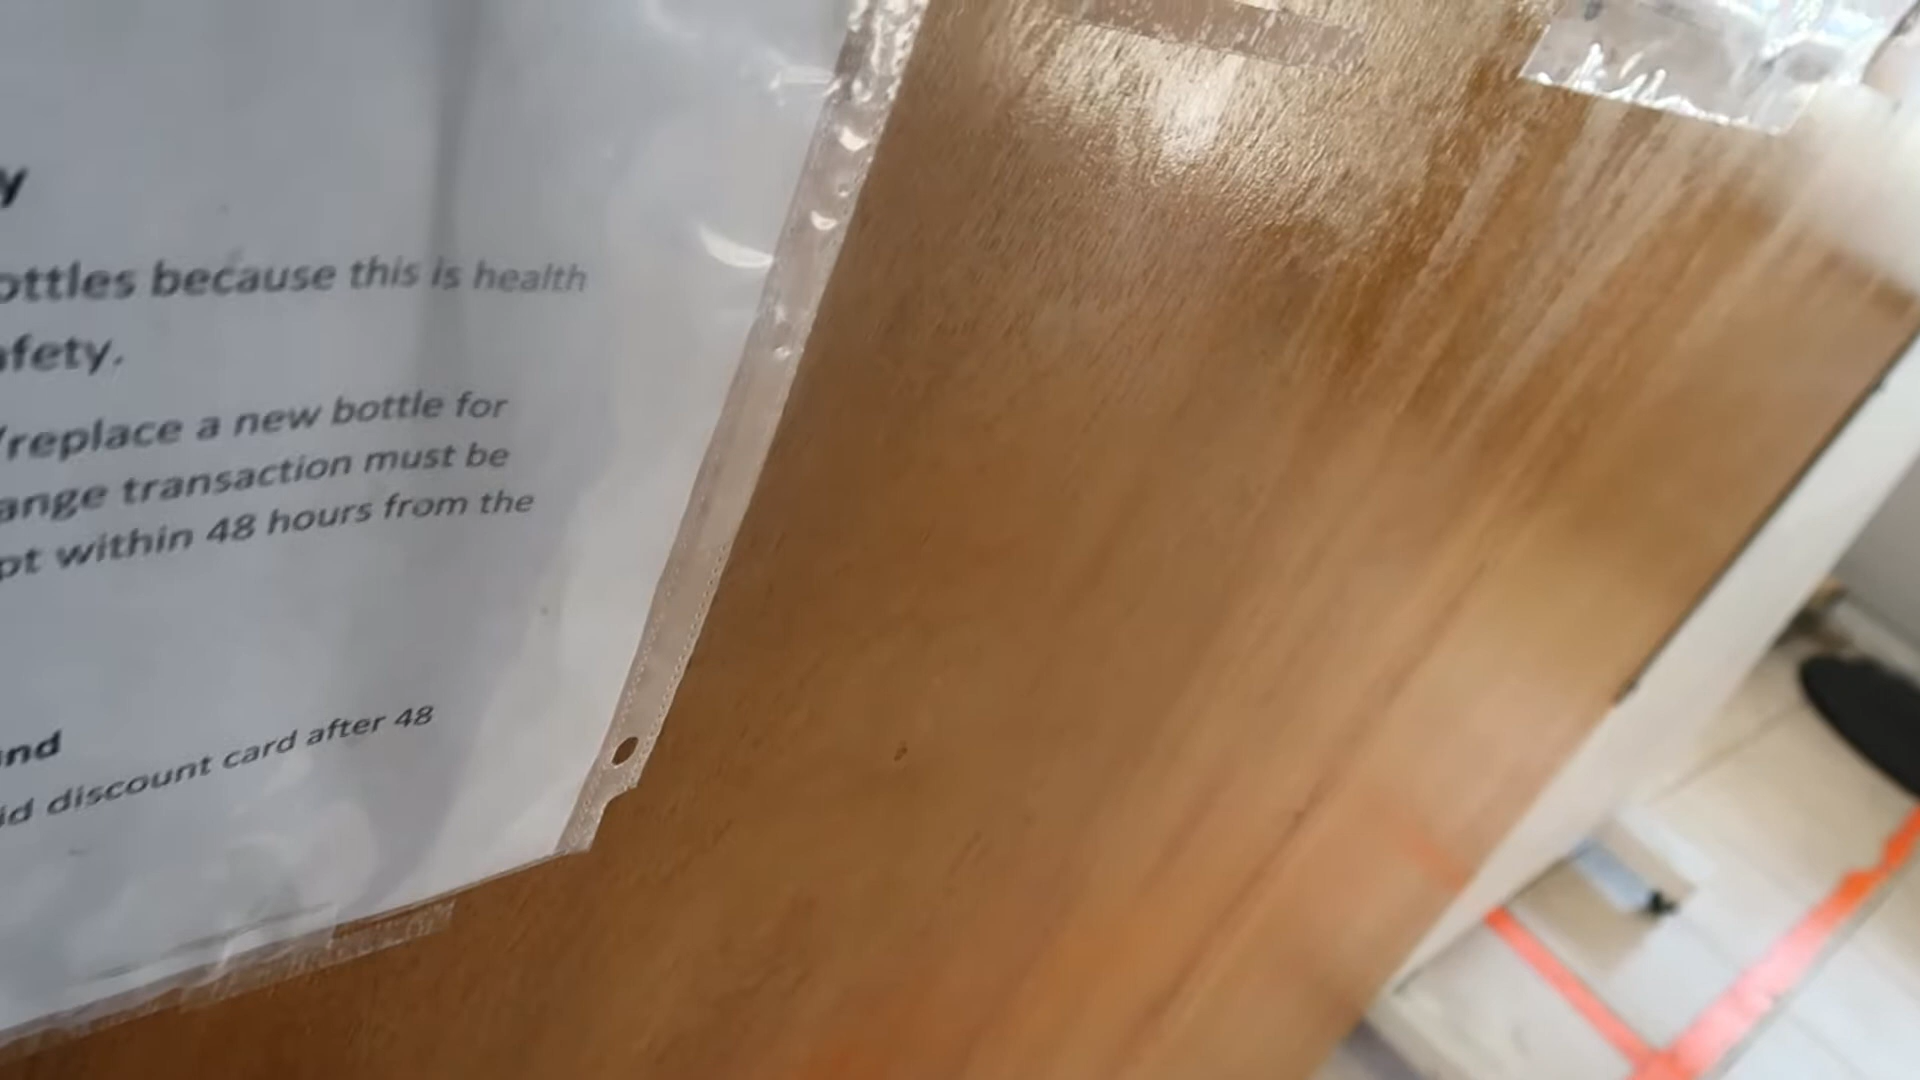 y
ottles because this is health
afety.
/replace a new bottle for
ange transaction must be
pt within 48 hours from the
nd
id discount card after 48